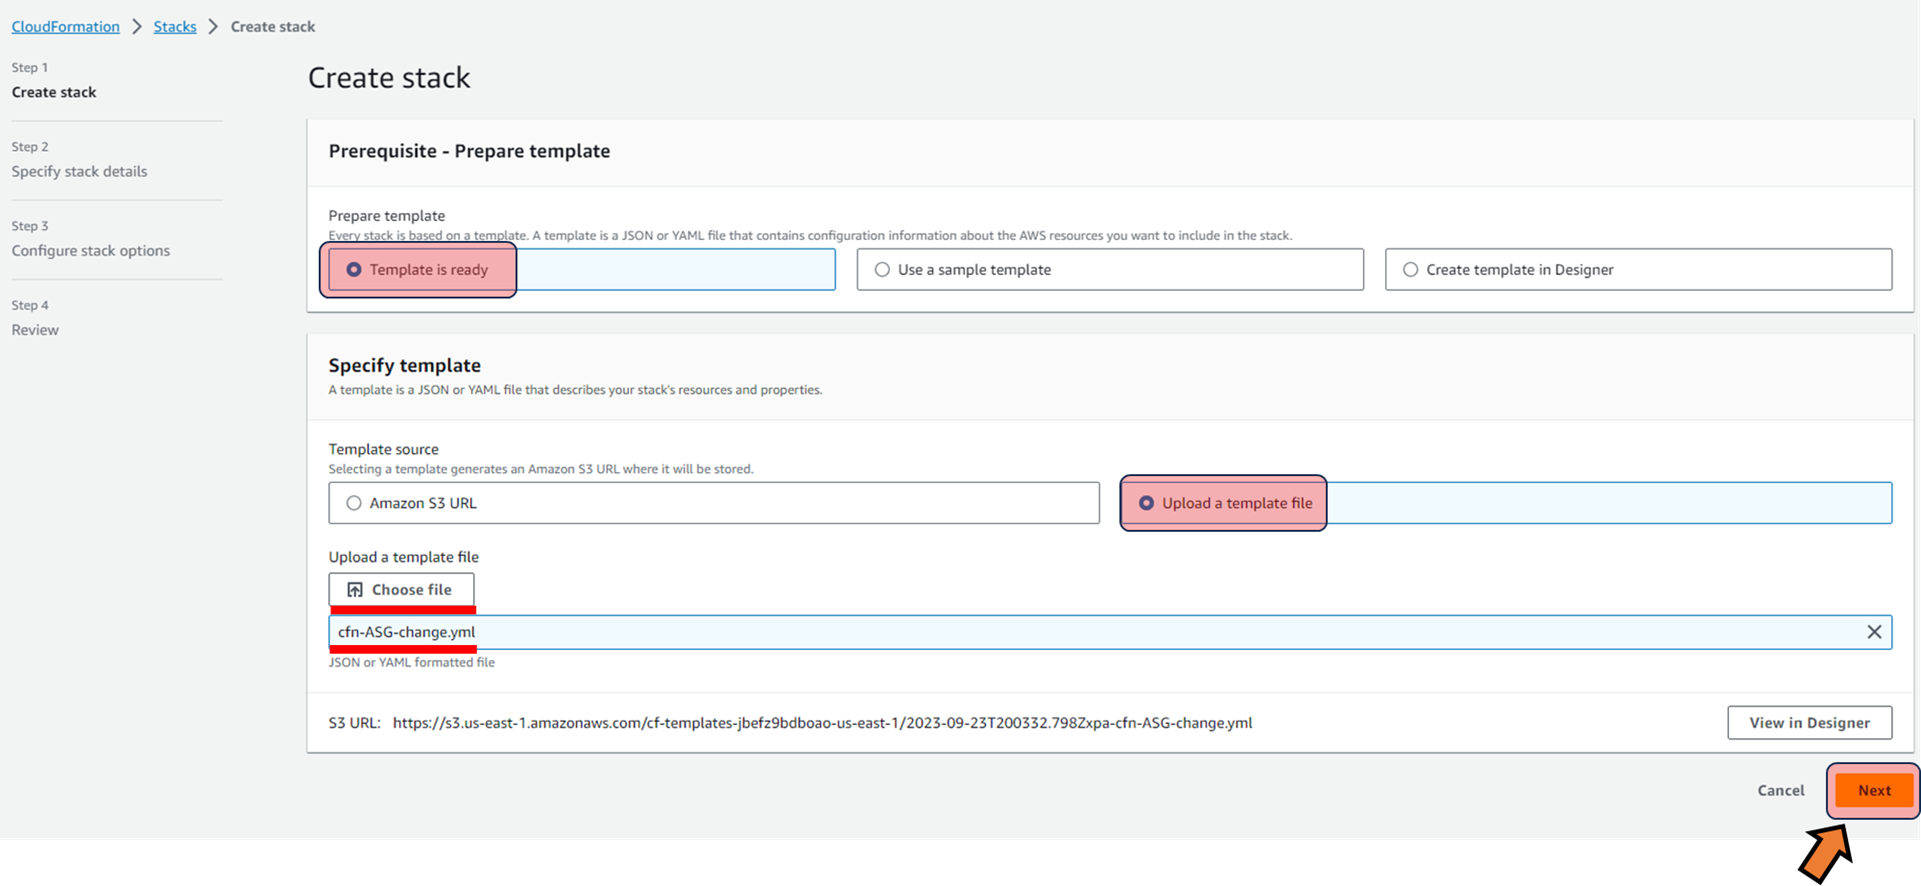 CloudFormation > Stacks > Create stack
Step 1
Create stack
Step 2
Specify stack details
Step 3
Configure stack options
Step 4
Review
Create stack
Prerequisite - Prepare template
Prepare template
Every stack is based on a template. A template is a JSON or YAML file that contains configuration information about the AWS resources you want to include in the stack.
Template is ready
Use a sample template
Create template in Designer
Specify template
A template is a JSON or YAML file that describes your stack's resources and properties.
Template source
Selecting a template generates an Amazon S3 URL where it will be stored.
Amazon S3 URL
Upload a template file
Upload a template file
Choose file
cfn-ASG-change.yml
JSON or YAML formatted file
S3 URL: https://s3.us-east-1.amazonaws.com/cf-templates-jbefz9bdboao-us-east-1/2023-09-23T200332.798Zxpa-cfn-ASG-change.yml
View in Designer
Cancel
Next